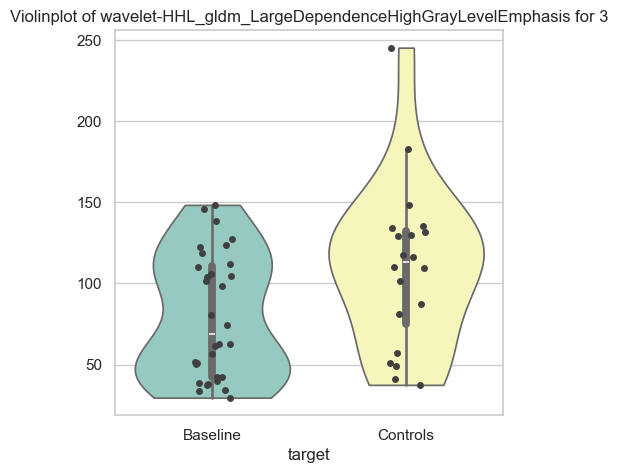 Violinplot of wavelet-HHL_gldm_LargeDependenceHighGrayLevelEmphasis for 3
250
200
150
100
50
Baseline
Controls
target